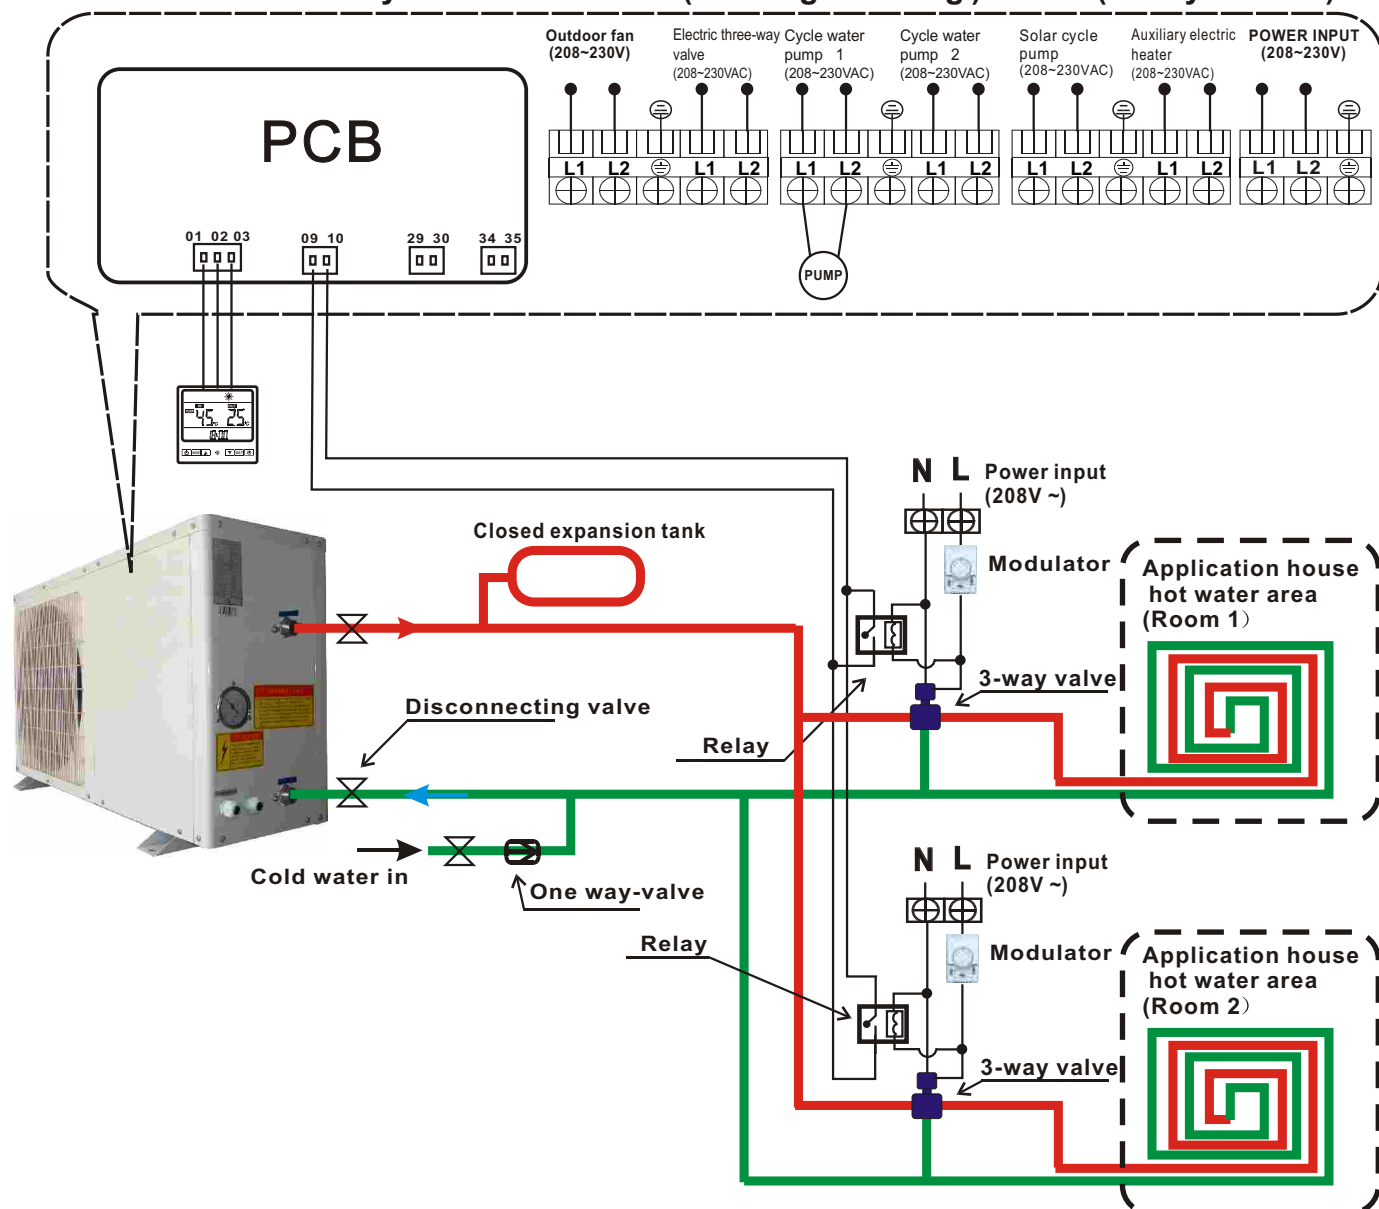 Outdoor fan
(208~230V)
Electric three-way
valve
(208~230VAC)
Cycle water
pump 1
(208~230VAC)
Cycle water
pump 2
(208~230VAC)
Solar cycle
pump
(208~230VAC)
Auxiliary electric
heater
(208~230VAC)
POWER INPUT
(208~230V)
PCB
L1 L2 L1 L2
L1 L2 L1 L2
L1 L2 L1 L2
L1 L2
01 02 03
09 10
29 30
34 35
PUMP
45 25
N L Power input
(208V ~)
Closed expansion tank
Modulator
Application house
hot water area
(Room 1)
3-way valve
Disconnecting valve
Relay
Cold water in
One way-valve
N L Power input
(208V ~)
Relay
Modulator
Application house
hot water area
(Room 2)
3-way valve